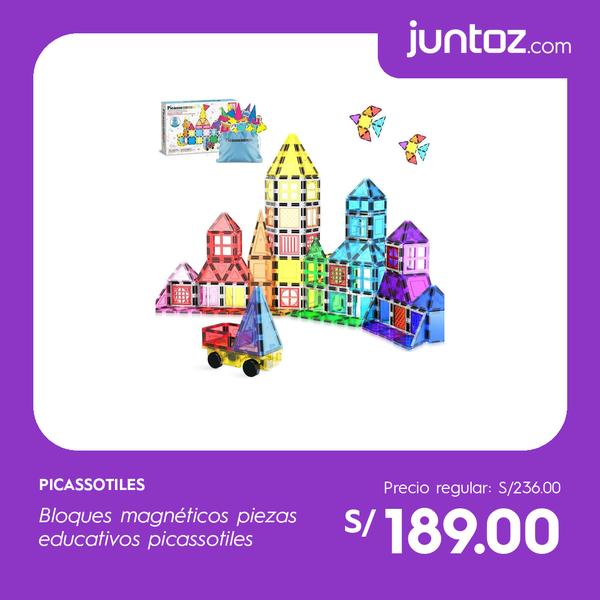 juntoz.com
PICASSOTILES
Bloques magnéticos piezas
educativos picassotiles
Precio regular: S/236.00
S/189.00